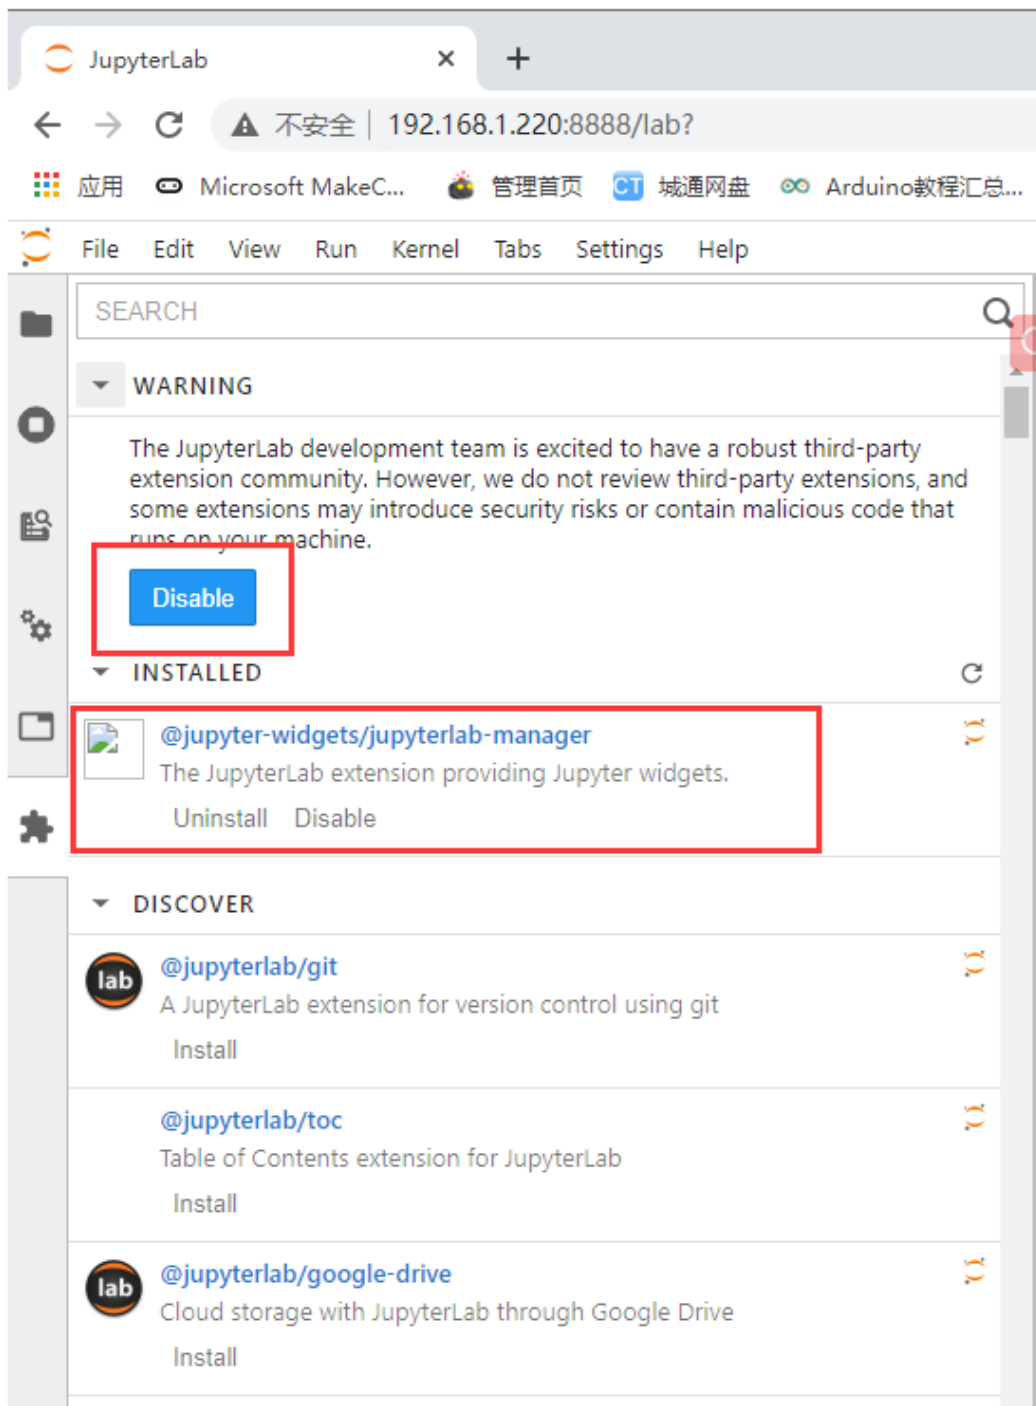 JupyterLab
不安全 192.168.1.220:8888/lab?
应用 Microsoft MakeC... 管理首页 CT 城通网盘 Arduino教程汇总...
File Edit View Run Kernel Tabs Settings Help
SEARCH
WARNING
The JupyterLab development team is excited to have a robust third-party
extension community. However, we do not review third-party extensions, and
some extensions may introduce security risks or contain malicious code that
runs on your machine.
Disable
INSTALLED
@jupyter-widgets/jupyterlab-manager
The JupyterLab extension providing Jupyter widgets.
Uninstall Disable
DISCOVER
lab @jupyterlab/git
A JupyterLab extension for version control using git
Install
@jupyterlab/toc
Table of Contents extension for JupyterLab
Install
lab @jupyterlab/google-drive
Cloud storage with JupyterLab through Google Drive
Install